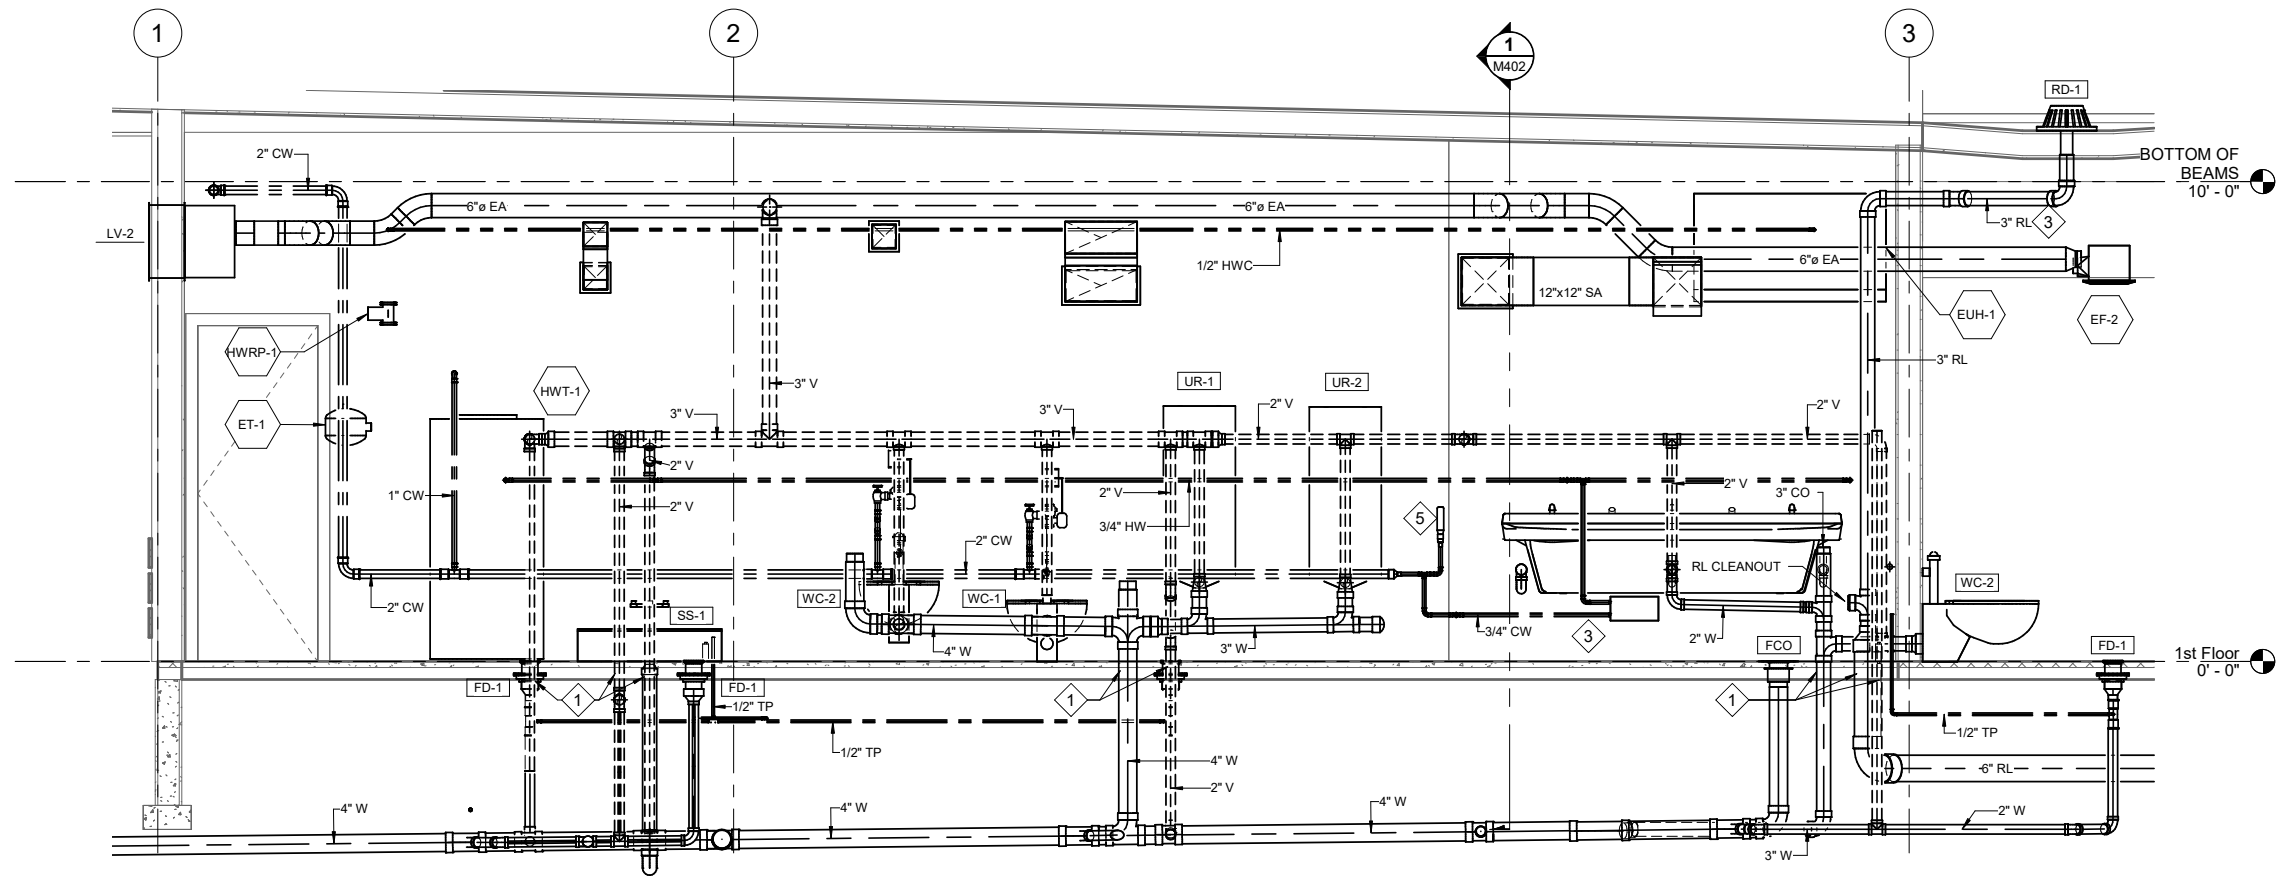 1
2
1
M402
3
RD-1
2" CW
BOTTOM OF
BEAMS
10' - 0"
6"ø EA
6"ø EA
3" RL
3
LV-2
1/2" HWC
6"ø EA
12"x12" SA
EUH-1
EF-2
HWRP-1
3" RL
HWT-1
3" V
UR-1
UR-2
ET-1
3" V
3" V
2" V
2" V
2" V
1" CW
2" V
2" V
3/4" HW
2" V
3" CO
5
2" CW
RL CLEANOUT
2" CW
WC-2
WC-1
WC-2
SS-1
4" W
3" W
3/4" CW
3
2" W
FCO
FD-1
1st Floor
0' - 0"
FD-1
1
FD-1
1
1
1/2" TP
1/2" TP
1/2" TP
4" W
6" RL
2" V
4" W
4" W
4" W
2" W
3" W